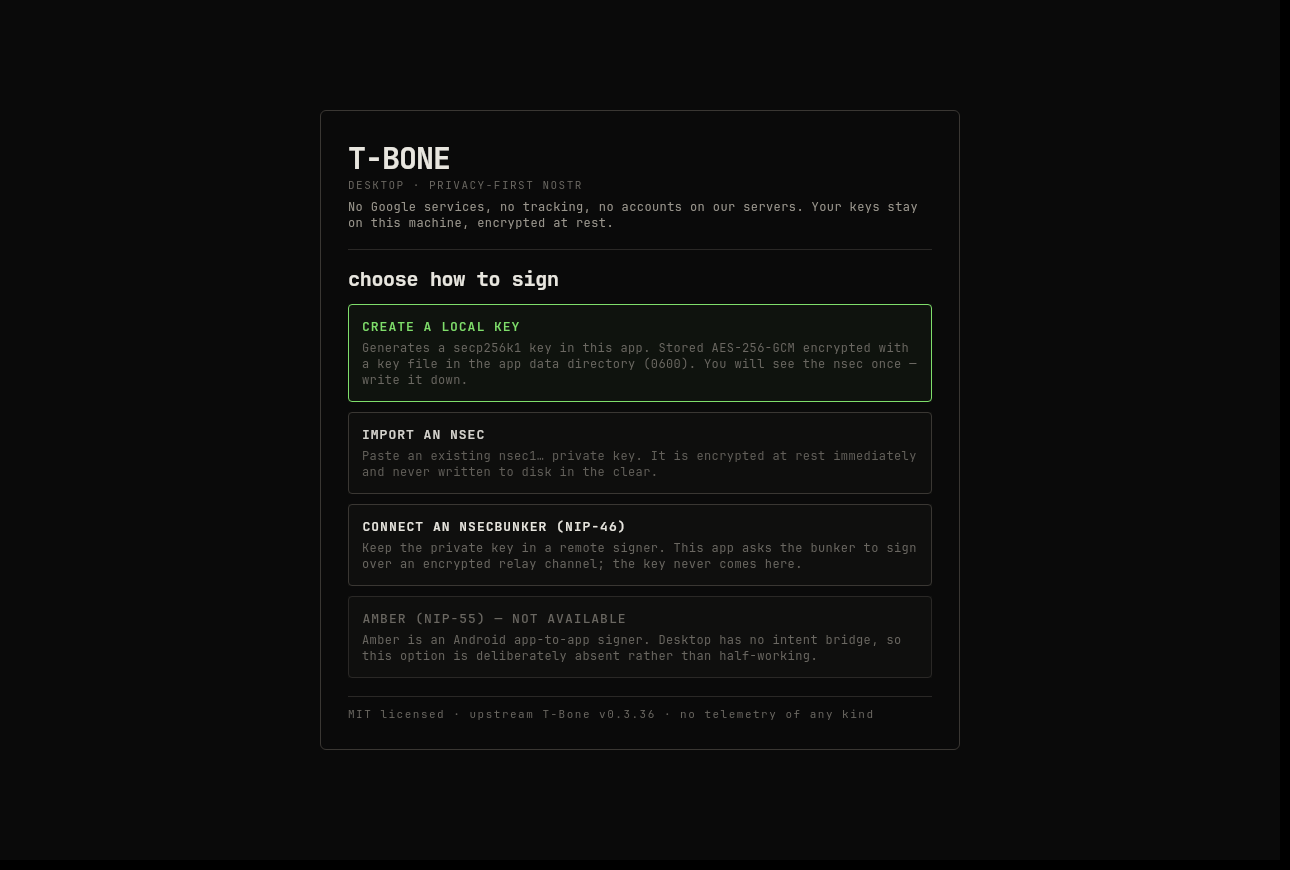 T-BONE
DESKTOP · PRIVACY-FIRST NOSTR
No Google services, no tracking, no accounts on our servers. Your keys stay
on this machine, encrypted at rest.
choose how to sign
CREATE A LOCAL KEY
Generates a secp256k1 key in this app. Stored AES-256-GCM encrypted with
a key file in the app data directory (0600). You will see the nsec once —
write it down.
IMPORT AN NSEC
Paste an existing nsec1… private key. It is encrypted at rest immediately
and never written to disk in the clear.
CONNECT AN NSECBUNKER (NIP-46)
Keep the private key in a remote signer. This app asks the bunker to sign
over an encrypted relay channel; the key never comes here.
AMBER (NIP-55) — NOT AVAILABLE
Amber is an Android app-to-app signer. Desktop has no intent bridge, so
this option is deliberately absent rather than half-working.
MIT licensed · upstream T-Bone v0.3.36 · no telemetry of any kind